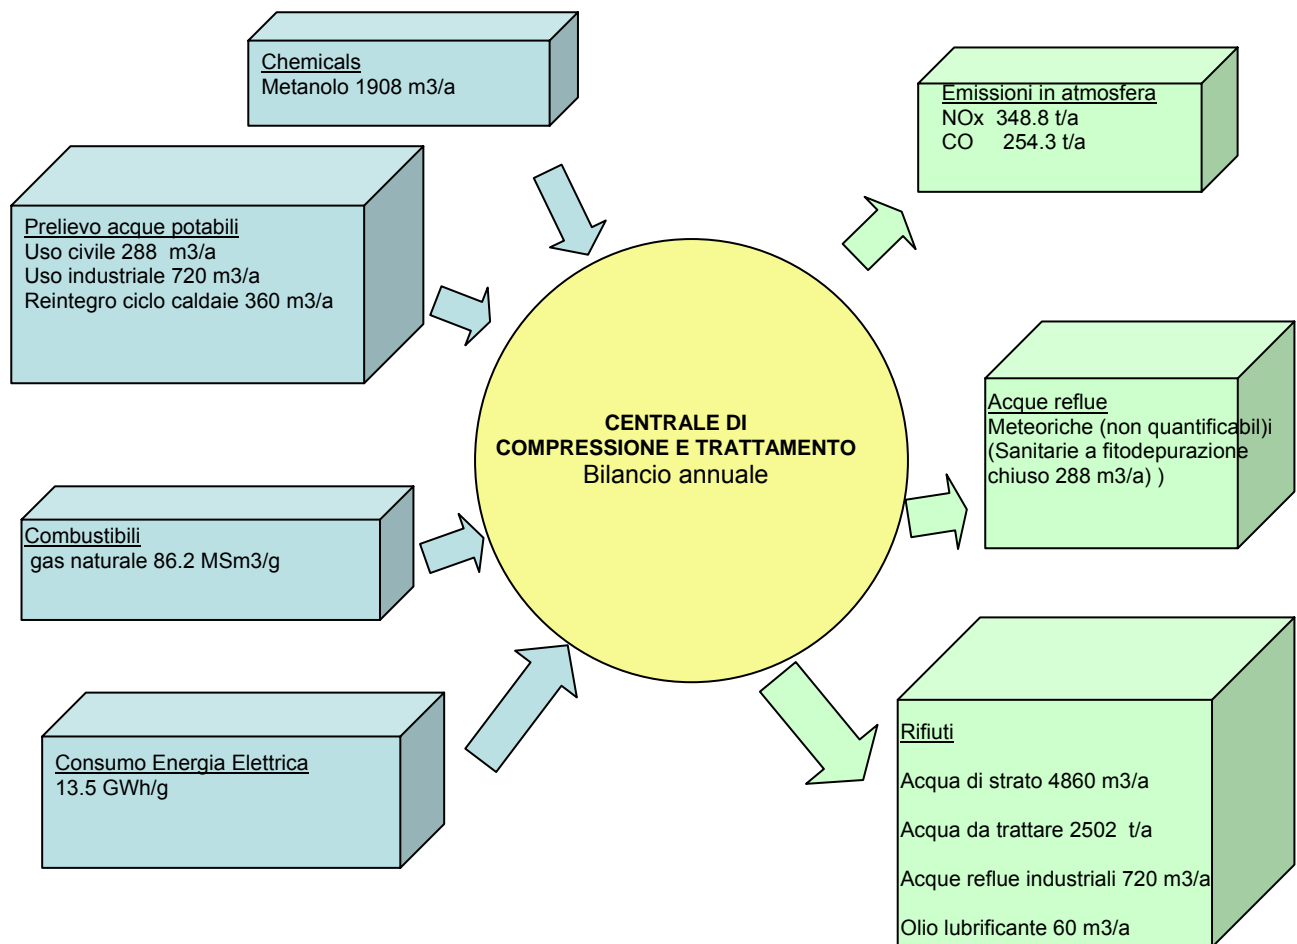 Chemicals
Metanolo 1908 m3/a
Prelievo acque potabili
Uso civile 288 m3/a
Uso industriale 720 m3/a
Reintegro ciclo caldaie 360 m3/a
Combustibili
gas naturale 86.2 MSm3/g
Consumo Energia Elettrica
13.5 GWh/g
CENTRALE DI
COMPRESSIONE E TRATTAMENTO
Bilancio annuale
Emissioni in atmosfera
NOx 348.8 t/a
CO 254.3 t/a
Acque reflue
Meteoriche (non quantificabil)i
(Sanitarie a fitodepurazione
chiuso 288 m3/a) )
Rifiuti
Acqua di strato 4860 m3/a
Acqua da trattare 2502 t/a
Acque reflue industriali 720 m3/a
Olio lubrificante 60 m3/a